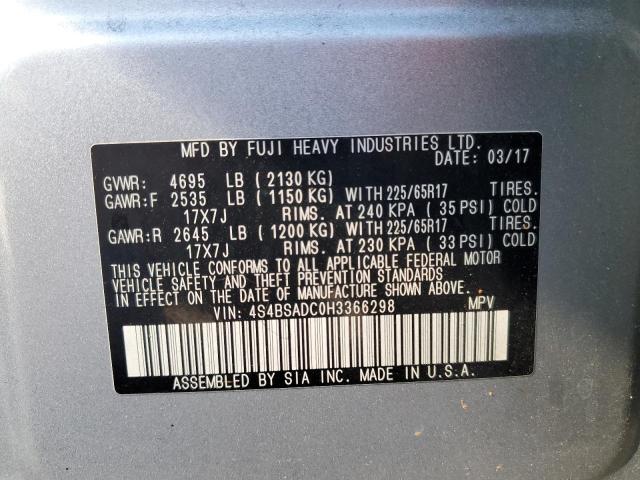 MFD BY FUJI HEAVY INDUSTRIES LTD.
DATE: 03/17
GVWR: 4695 LB ( 2130 KG)
GAWR:F 2535 LB ( 1150 KG) WITH 225/65R17 TIRES.
17X7J RIMS. AT 240 KPA ( 35 PSI) COLD
GAWR:R 2645 LB ( 1200 KG) WITH 225/65R17 TIRES.
17X7J RIMS. AT 230 KPA ( 33 PSI) COLD
THIS VEHICLE CONFORMS TO ALL APPLICABLE FEDERAL MOTOR
VEHICLE SAFETY AND THEFT PREVENTION STANDARDS
IN EFFECT ON THE DATE OF MANUFACTURE SHOWN ABOVE.
VIN: 4S4BSADC0H3366298 MPV
ASSEMBLED BY SIA INC. MADE IN U.S.A.